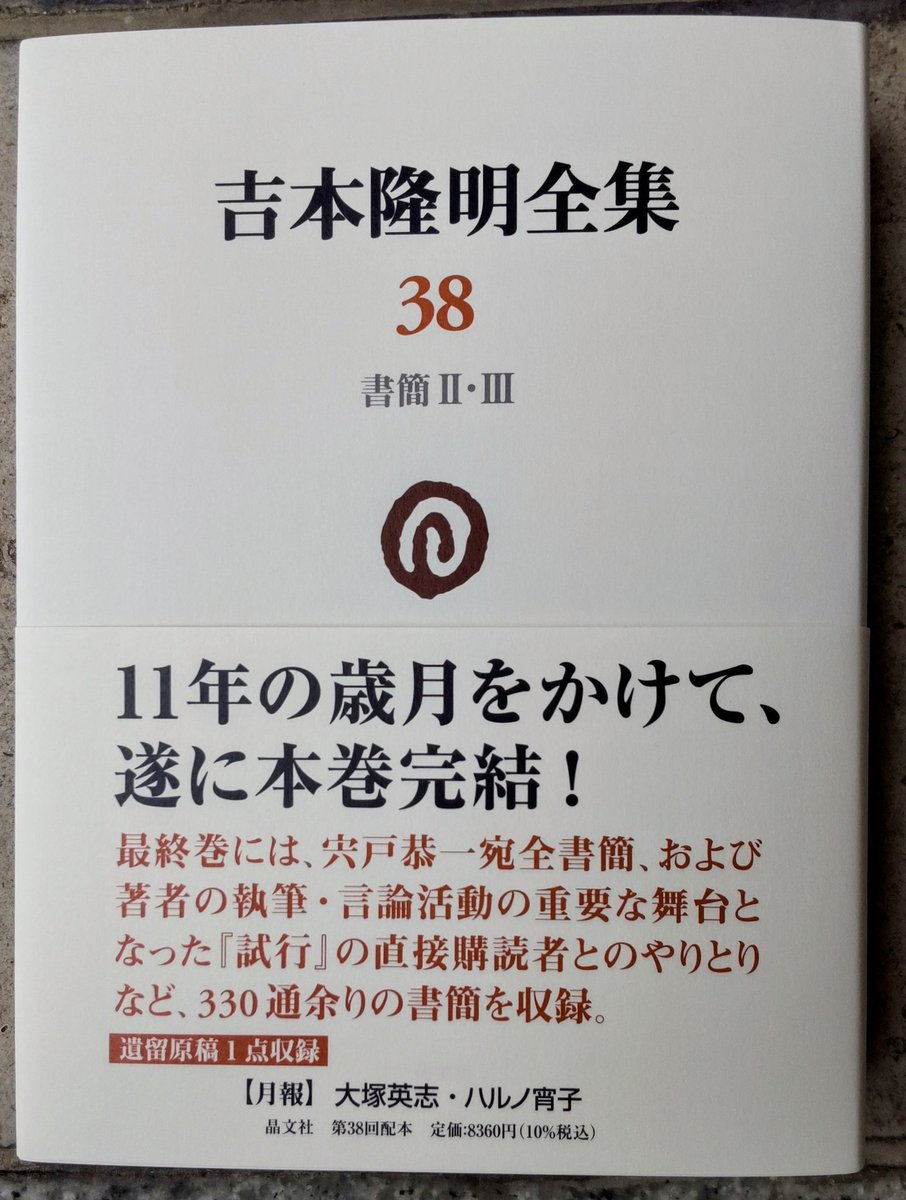 吉本隆明全集
38
書簡Ⅱ・Ⅲ
11年の歳月をかけて、
遂に本巻完結！
最終巻には、宍戸恭一宛全書簡、および
著者の執筆・言論活動の重要な舞台と
なった『試行』の直接購読者とのやりとり
など、330通余りの書簡を収録。
遺留原稿1点収録
【月報】 大塚英志・ハルノ宵子
晶文社 第38回配本 定価:8360円(10%税込)